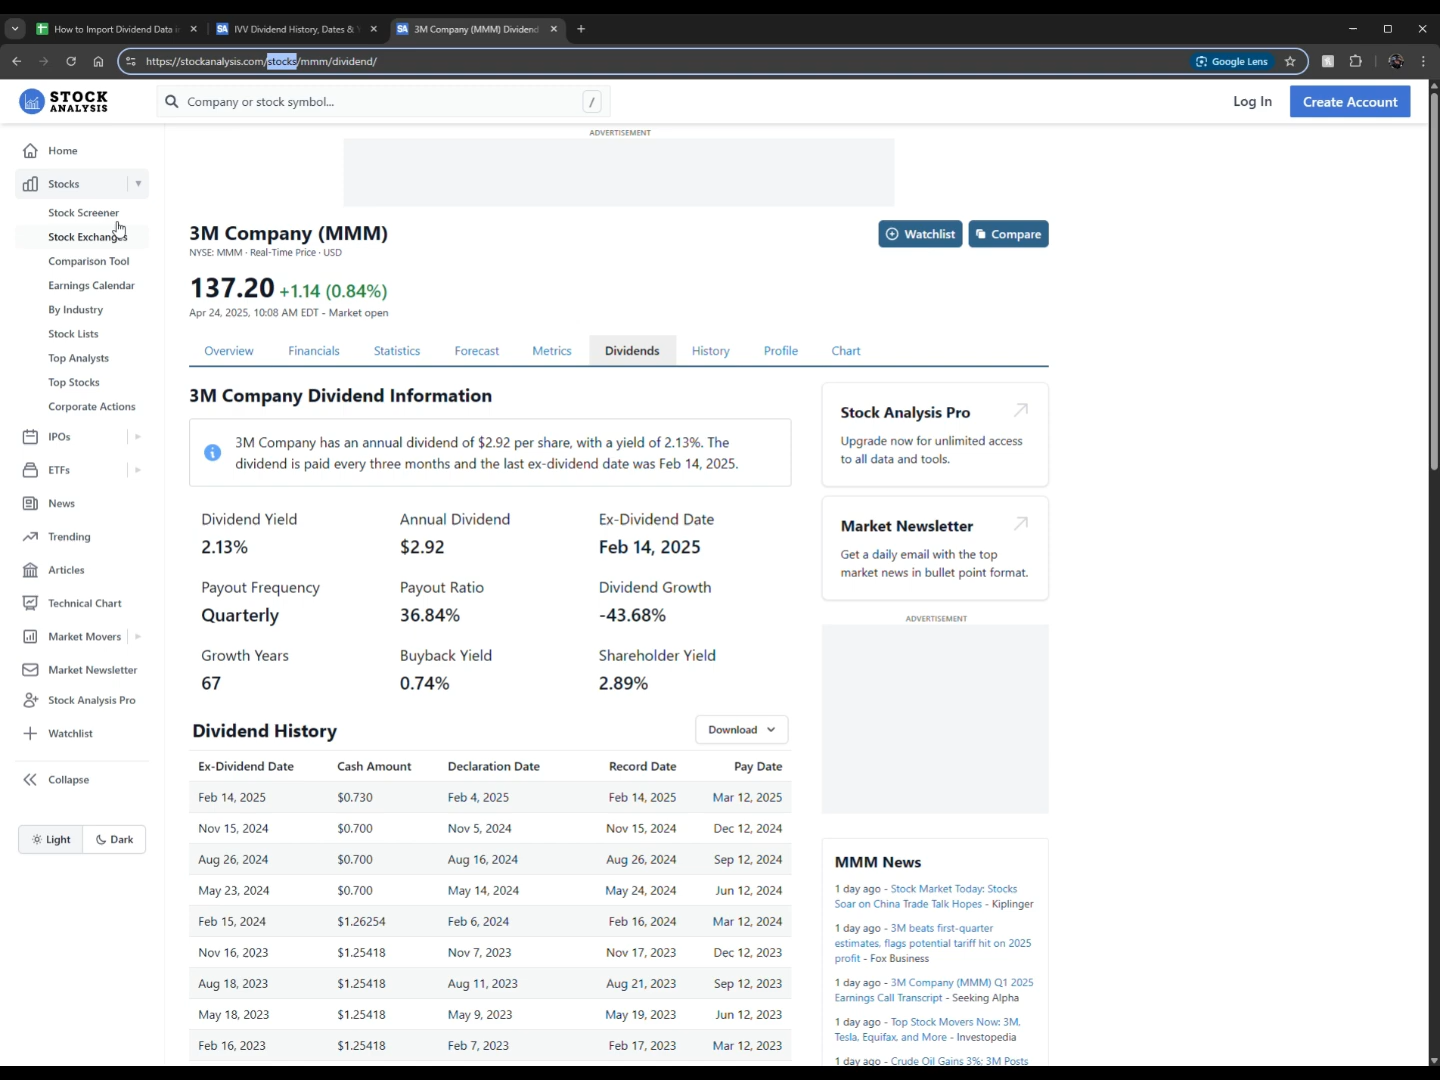 How to Import Dividend Data i
IVV Dividend History, Dates & Y
3M Company (MMM) Dividend
https://stockanalysis.com/stocks/mmm/dividend/
Google Lens
STOCK
ANALYSIS
Company or stock symbol...
/
Log In
Create Account
ADVERTISEMENT
Home
Stocks
Stock Screener
Stock Exchanges
Comparison Tool
Earnings Calendar
By Industry
Stock Lists
Top Analysts
Top Stocks
Corporate Actions
IPOs
ETFs
News
Trending
Articles
Technical Chart
Market Movers
Market Newsletter
Stock Analysis Pro
Watchlist
Collapse
Light
Dark
3M Company (MMM)
NYSE: MMM · Real-Time Price · USD
Watchlist
Compare
137.20 +1.14 (0.84%)
Apr 24, 2025, 10:08 AM EDT - Market open
Overview Financials Statistics Forecast Metrics Dividends History Profile Chart
3M Company Dividend Information
3M Company has an annual dividend of $2.92 per share, with a yield of 2.13%. The
dividend is paid every three months and the last ex-dividend date was Feb 14, 2025.
Dividend Yield Annual Dividend Ex-Dividend Date
2.13% $2.92 Feb 14, 2025
Payout Frequency Payout Ratio Dividend Growth
Quarterly 36.84% -43.68%
Growth Years Buyback Yield Shareholder Yield
67 0.74% 2.89%
Dividend History
Download
Ex-Dividend Date Cash Amount Declaration Date Record Date Pay Date
Feb 14, 2025 $0.730 Feb 4, 2025 Feb 14, 2025 Mar 12, 2025
Nov 15, 2024 $0.700 Nov 5, 2024 Nov 15, 2024 Dec 12, 2024
Aug 26, 2024 $0.700 Aug 16, 2024 Aug 26, 2024 Sep 12, 2024
May 23, 2024 $0.700 May 14, 2024 May 24, 2024 Jun 12, 2024
Feb 15, 2024 $1.26254 Feb 6, 2024 Feb 16, 2024 Mar 12, 2024
Nov 16, 2023 $1.25418 Nov 7, 2023 Nov 17, 2023 Dec 12, 2023
Aug 18, 2023 $1.25418 Aug 11, 2023 Aug 21, 2023 Sep 12, 2023
May 18, 2023 $1.25418 May 9, 2023 May 19, 2023 Jun 12, 2023
Feb 16, 2023 $1.25418 Feb 7, 2023 Feb 17, 2023 Mar 12, 2023
Stock Analysis Pro
Upgrade now for unlimited access
to all data and tools.
Market Newsletter
Get a daily email with the top
market news in bullet point format.
ADVERTISEMENT
MMM News
1 day ago - Stock Market Today: Stocks
Soar on China Trade Talk Hopes - Kiplinger
1 day ago - 3M beats first-quarter
estimates, flags potential tariff hit on 2025
profit - Fox Business
1 day ago - 3M Company (MMM) Q1 2025
Earnings Call Transcript - Seeking Alpha
1 day ago - Top Stock Movers Now: 3M,
Tesla, Equifax, and More - Investopedia
1 day ago - Crude Oil Gains 3%; 3M Posts